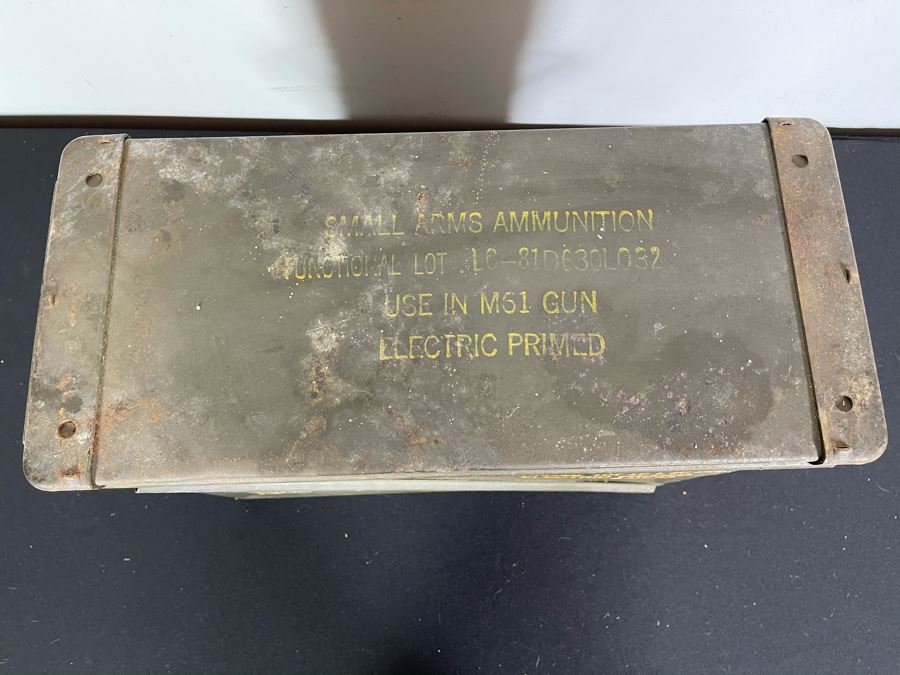 SMALL ARMS AMMUNITION
FUNCTIONAL LOT LC-81D630L032
USE IN M61 GUN
ELECTRIC PRIMED